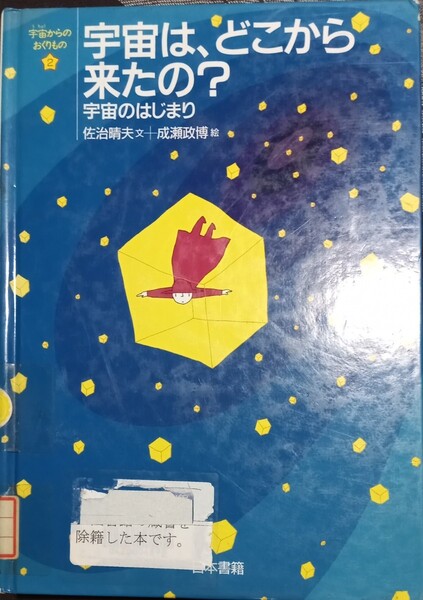 宇宙からの
おくりもの
2
宇宙は、どこから
来たの?
宇宙のはじまり
佐治晴夫 文+成瀬政博 絵
除籍した本です。
本書籍